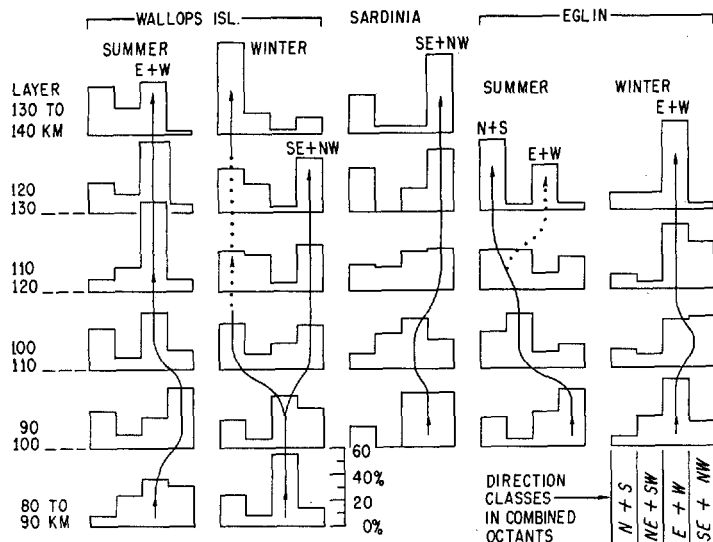 WALLOPS ISL. SARDINIA EGLIN
SUMMER WINTER SE+NW
E+W SUMMER WINTER
E+W
LAYER
130 TO
140 KM
N+S
SE+NW E+W
120
130
110
120
100
110
90
100
60
40%
20
0%
80 TO
90 KM
DIRECTION
CLASSES
IN COMBINED
OCTANTS
N + S
NE + SW
E + W
SE + NW